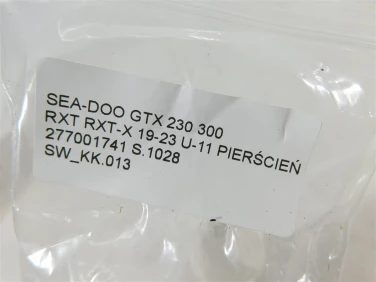 SEA-DOO GTX 230 300
RXT RXT-X 19-23 U-11 PIERŚCIEŃ
277001741 S.1028
SW_KK.013